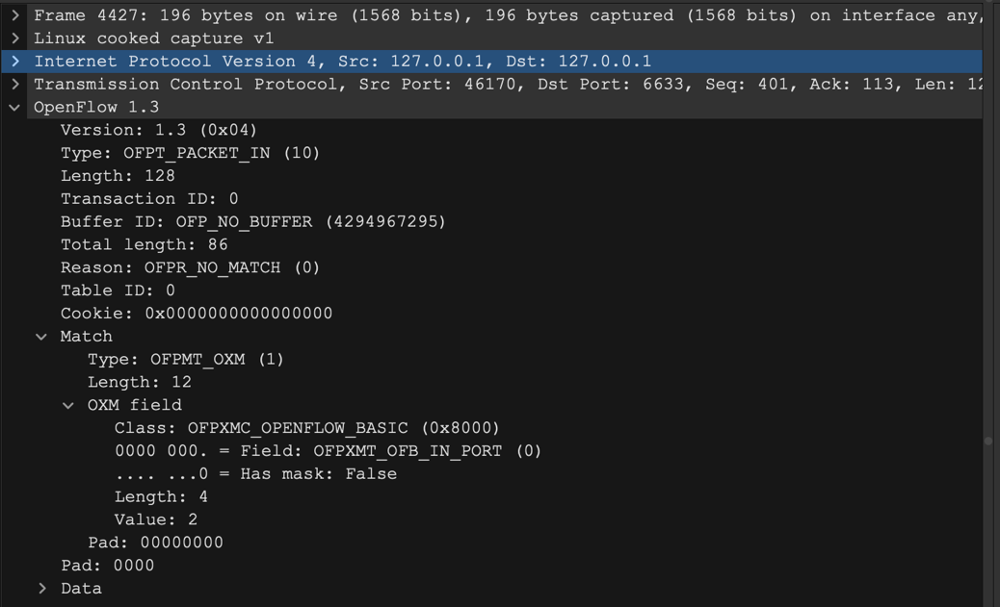 Frame 4427: 196 bytes on wire (1568 bits), 196 bytes captured (1568 bits) on interface any,
Linux cooked capture v1
Internet Protocol Version 4, Src: 127.0.0.1, Dst: 127.0.0.1
Transmission Control Protocol, Src Port: 46170, Dst Port: 6633, Seq: 401, Ack: 113, Len: 12
OpenFlow 1.3
Version: 1.3 (0x04)
Type: OFPT_PACKET_IN (10)
Length: 128
Transaction ID: 0
Buffer ID: OFP_NO_BUFFER (4294967295)
Total length: 86
Reason: OFPR_NO_MATCH (0)
Table ID: 0
Cookie: 0x0000000000000000
Match
Type: OFPMT_OXM (1)
Length: 12
OXM field
Class: OFPXMC_OPENFLOW_BASIC (0x8000)
0000 000. = Field: OFPXMT_OFB_IN_PORT (0)
.... ...0 = Has mask: False
Length: 4
Value: 2
Pad: 00000000
Pad: 0000
Data